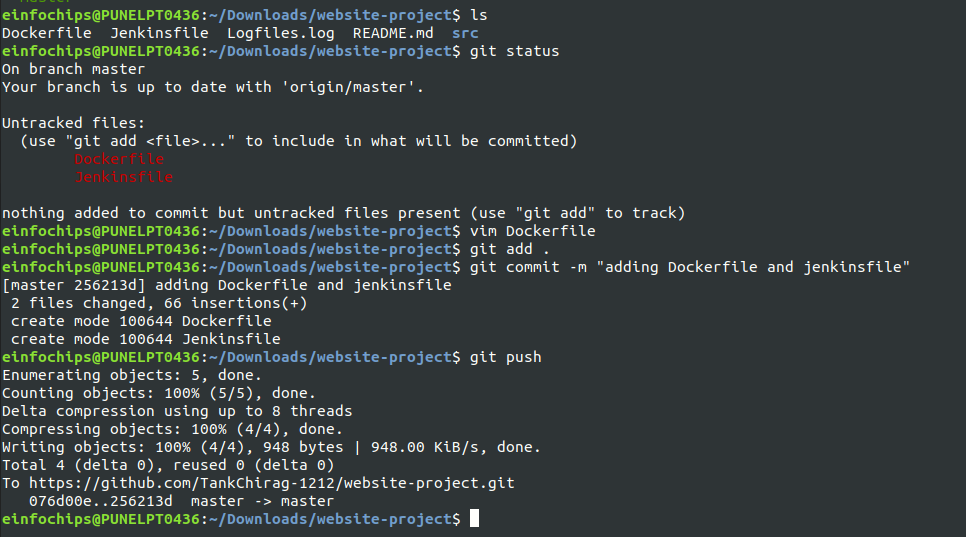 einfochips@PUNELPT0436:~/Downloads/website-project$ ls
Dockerfile  Jenkinsfile  Logfiles.log  README.md  src
einfochips@PUNELPT0436:~/Downloads/website-project$ git status
On branch master
Your branch is up to date with 'origin/master'.

Untracked files:
  (use "git add <file>..." to include in what will be committed)
        Dockerfile
        Jenkinsfile

nothing added to commit but untracked files present (use "git add" to track)
einfochips@PUNELPT0436:~/Downloads/website-project$ vim Dockerfile
einfochips@PUNELPT0436:~/Downloads/website-project$ git add .
einfochips@PUNELPT0436:~/Downloads/website-project$ git commit -m "adding Dockerfile and jenkinsfile"
[master 256213d] adding Dockerfile and jenkinsfile
 2 files changed, 66 insertions(+)
 create mode 100644 Dockerfile
 create mode 100644 Jenkinsfile
einfochips@PUNELPT0436:~/Downloads/website-project$ git push
Enumerating objects: 5, done.
Counting objects: 100% (5/5), done.
Delta compression using up to 8 threads
Compressing objects: 100% (4/4), done.
Writing objects: 100% (4/4), 948 bytes | 948.00 KiB/s, done.
Total 4 (delta 0), reused 0 (delta 0)
To https://github.com/TankChirag-1212/website-project.git
   076d00e..256213d  master -> master
einfochips@PUNELPT0436:~/Downloads/website-project$